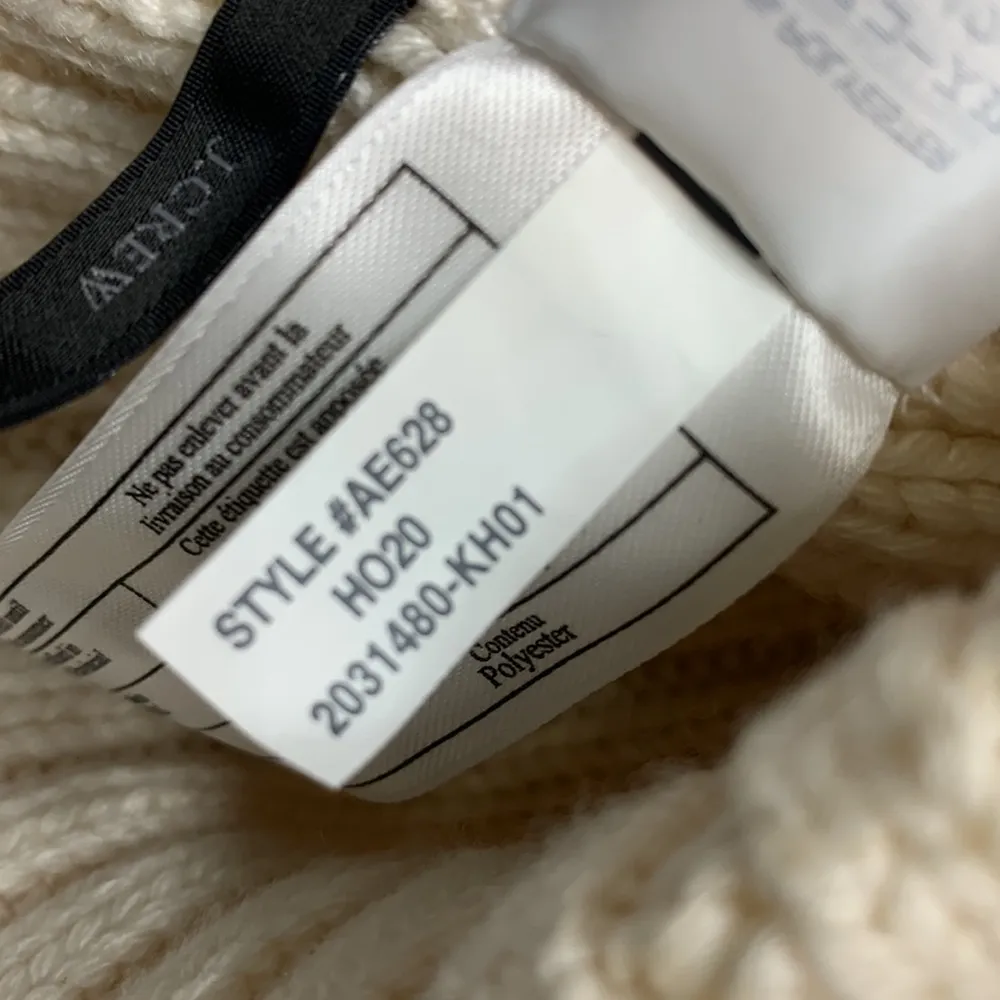 J.CREW
Ne pas enlever avant la
livraison au consommateur
Cette étiquette est apposée
STYLE #AE628
HO20
2031480-KH01
Contenu
Polyester